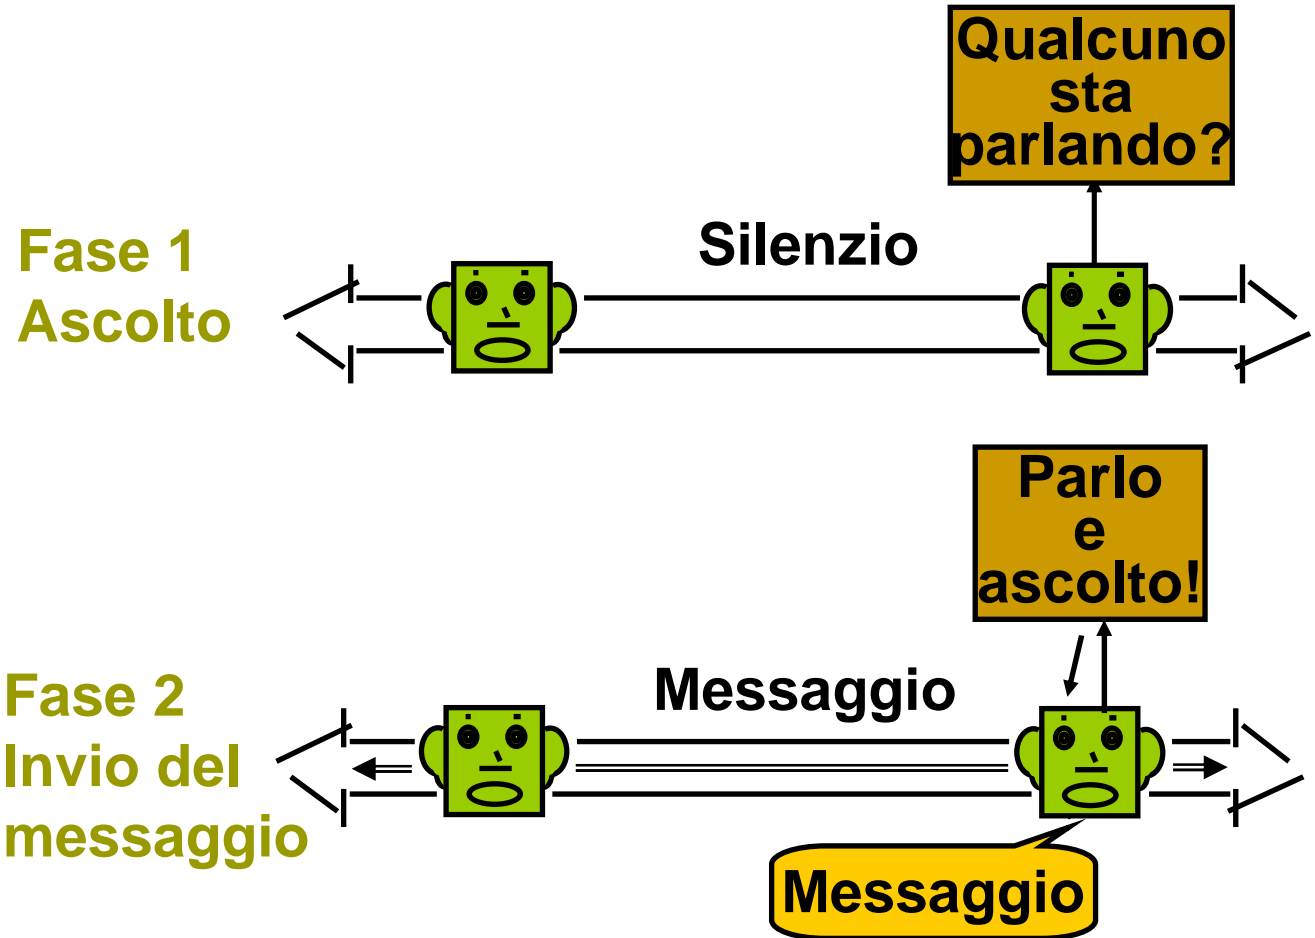 Qualcuno
sta
parlando?
Fase 1
Ascolto
Silenzio
Parlo
e
ascolto!
Fase 2
Invio del
messaggio
Messaggio
Messaggio